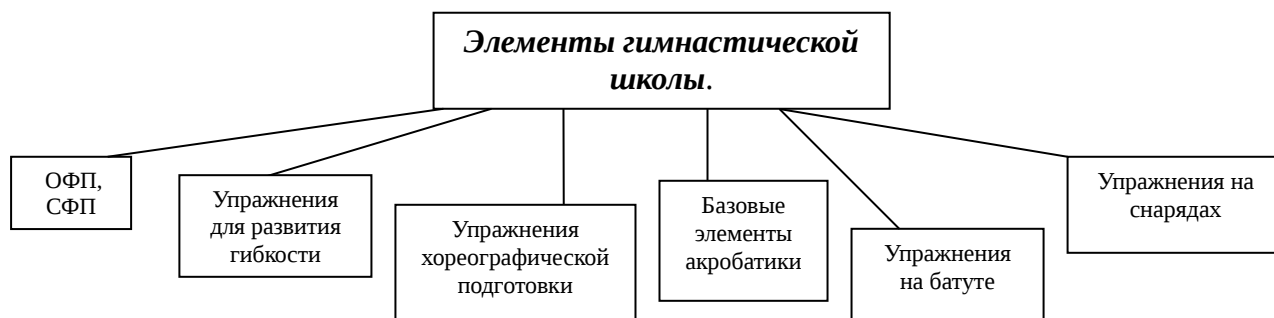 Элементы гимнастической
школы.
ОФП,
СФП
Упражнения
для развития
гибкости
Упражнения
хореографической
подготовки
Базовые
элементы
акробатики
Упражнения
на батуте
Упражнения на
снарядах